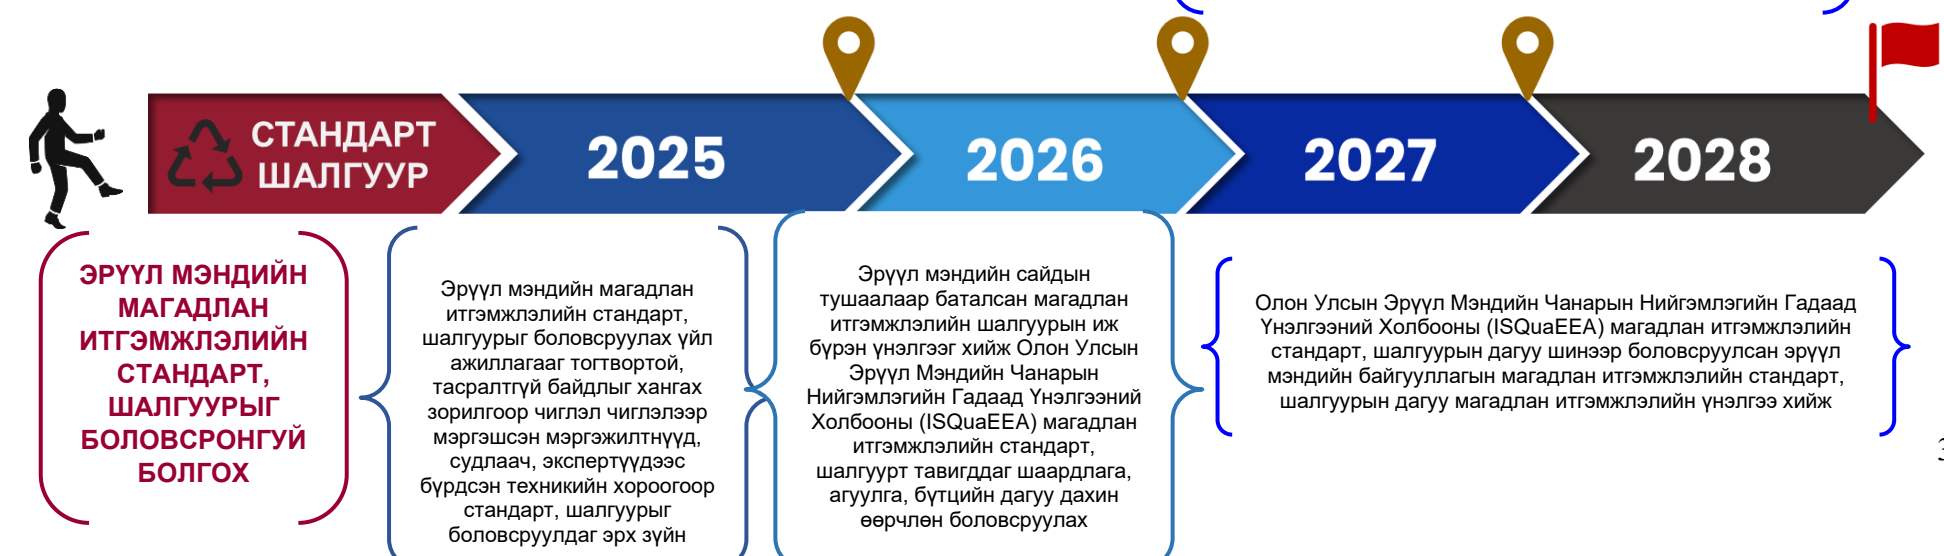 СТАНДАРТ
ШАЛГУУР
2025
2026
2027
2028
ЭРҮҮЛ МЭНДИЙН
МАГАДЛАН
ИТГЭМЖЛЭЛИЙН
СТАНДАРТ,
ШАЛГУУРЫГ
БОЛОВСРОНГУЙ
БОЛГОХ
Эрүүл мэндийн магадлан
итгэмжлэлийн стандарт,
шалгуурыг боловсруулах үйл
ажиллагааг тогтвортой,
тасралтгүй байдлыг хангах
зорилгоор чиглэл чиглэлээр
мэргэшсэн мэргэжилтнүүд,
судлаач, экспертүүдээс
бүрдсэн техникийн хороогоор
стандарт, шалгуурыг
боловсруулдаг эрх зүйн
Эрүүл мэндийн сайдын
тушаалаар баталсан магадлан
итгэмжлэлийн шалгуурын иж
бүрэн үнэлгээг хийж Олон Улсын
Эрүүл Мэндийн Чанарын
Нийгэмлэгийн Гадаад Үнэлгээний
Холбооны (ISQuaEEA) магадлан
итгэмжлэлийн стандарт,
шалгуурт тавигддаг шаардлага,
агуулга, бүтцийн дагуу дахин
өөрчлөн боловсруулах
Олон Улсын Эрүүл Мэндийн Чанарын Нийгэмлэгийн Гадаад
Үнэлгээний Холбооны (ISQuaEEA) магадлан итгэмжлэлийн
стандарт, шалгуурын дагуу шинээр боловсруулсан эрүүл
мэндийн байгууллагын магадлан итгэмжлэлийн стандарт,
шалгуурын дагуу магадлан итгэмжлэлийн үнэлгээ хийж